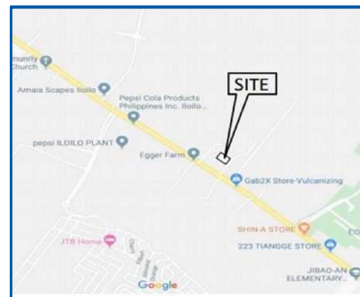 munity
Church
SITE
Amaia Scapes Iloilo
Pepsi Cola Products
Philippines Inc. Iloilo...
pepsi ILOILO PLANT
Egger Farm
Gab2X Store-Vulcanizing
SHIN-A STORE
223 TIANGGE STORE
JTB Home
JIBAO-AN
ELEMENTARY...
Google